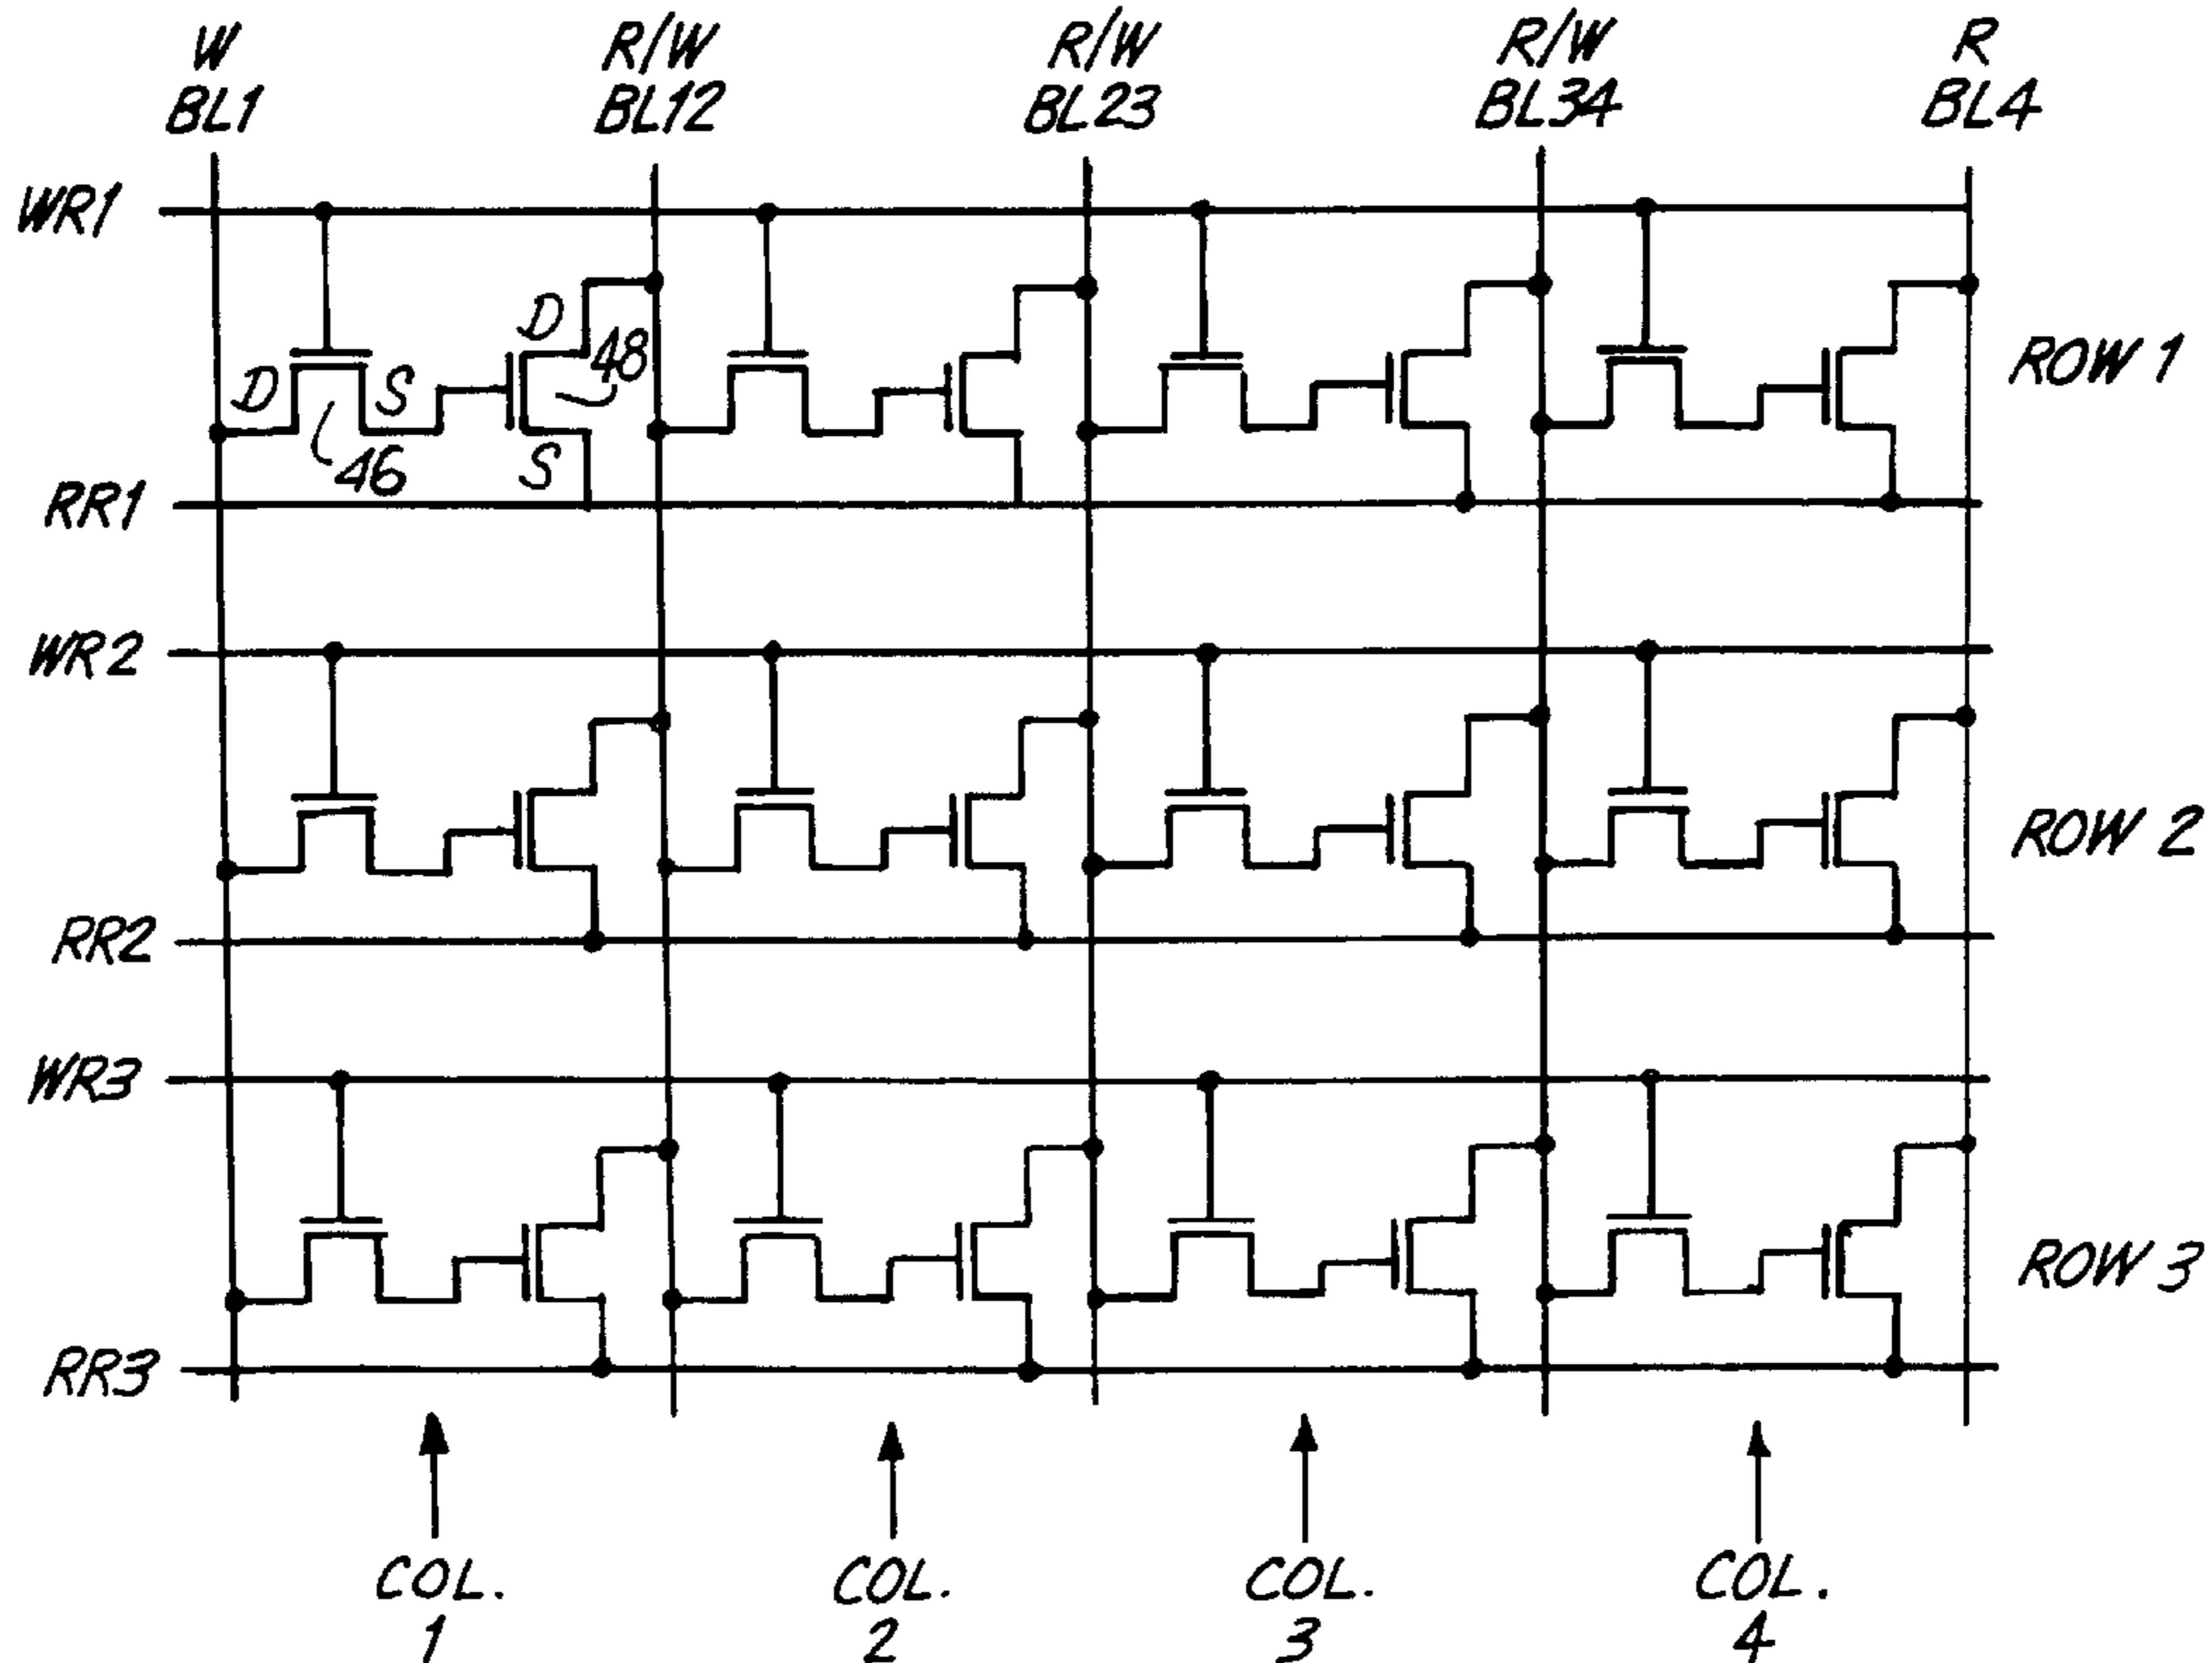 W R/W R/W R/W R
BL1 BL12 BL23 BL34 BL4
WR1
D 48
D S ROW 1
46 S
RR1
WR2
ROW 2
RR2
WR3
ROW 3
RR3
COL. COL. COL. COL.
1 2 3 4